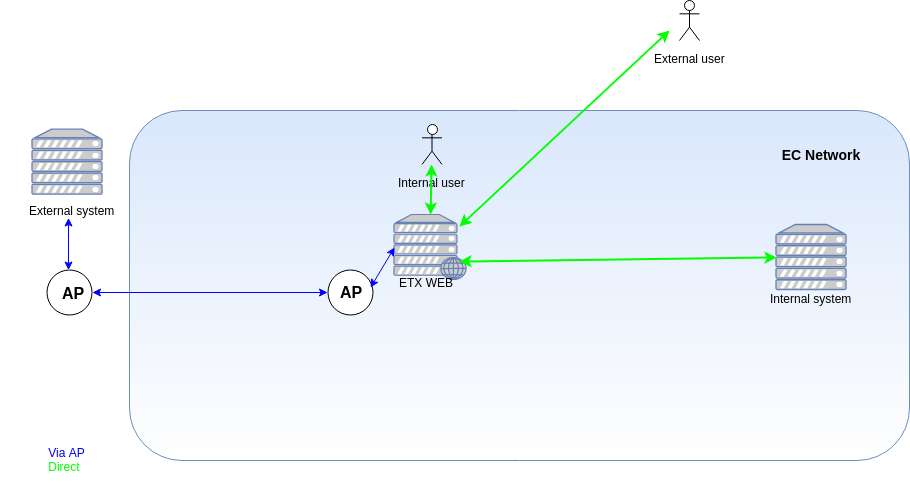 External user
EC Network
Internal user
External system
ETX WEB
Internal system
AP
AP
Via AP
Direct